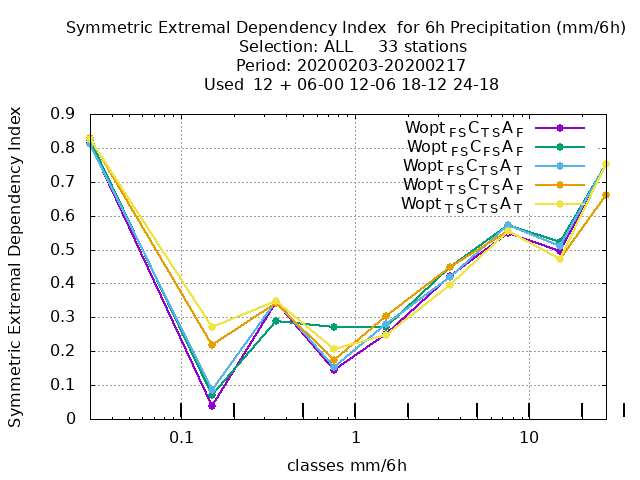 Symmetric Extremal Dependency Index  for 6h Precipitation (mm/6h)
Selection: ALL     33 stations
Period: 20200203-20200217
Used  12 + 06-00 12-06 18-12 24-18
Symmetric Extremal Dependency Index
0.9
0.8
0.7
0.6
0.5
0.4
0.3
0.2
0.1
0
Wopt FS C TS A F
Wopt FS C FS A F
Wopt FS C TS A T
Wopt TS C TS A F
Wopt TS C TS A T
0.1 1 10
classes mm/6h